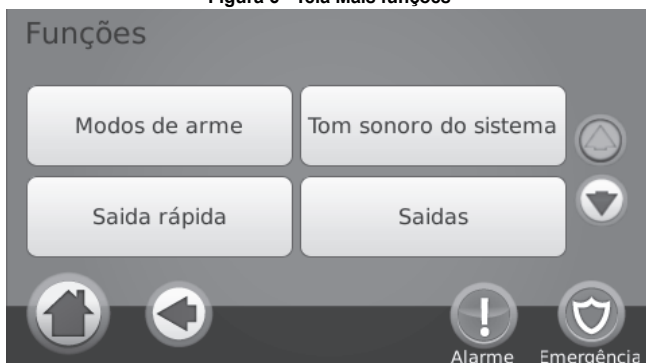 Figura 6 - Tela Mais funções
Funções
Modos de arme
Tom sonoro do sistema
Saida rápida
Saidas
Alarme
Emergência